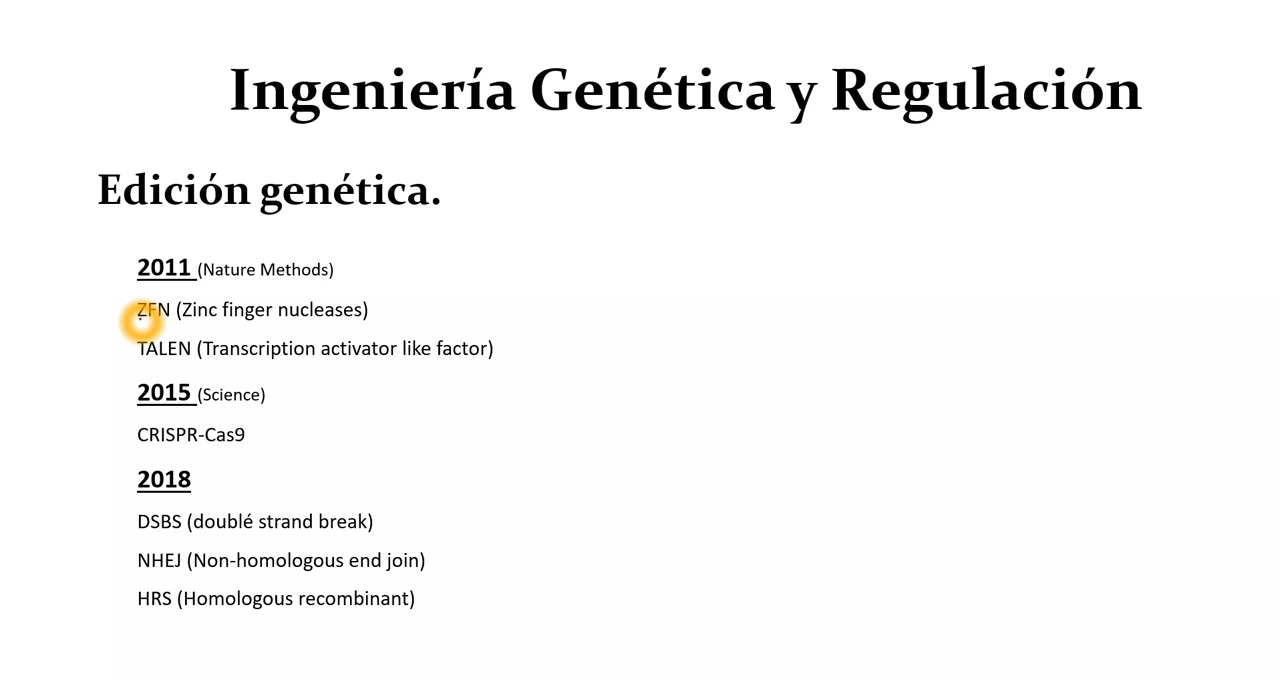 Ingeniería Genética y Regulación
Edición genética.
2011 (Nature Methods)
ZFN (Zinc finger nucleases)
TALEN (Transcription activator like factor)
2015 (Science)
CRISPR-Cas9
2018
DSBS (doublé strand break)
NHEJ (Non-homologous end join)
HRS (Homologous recombinant)